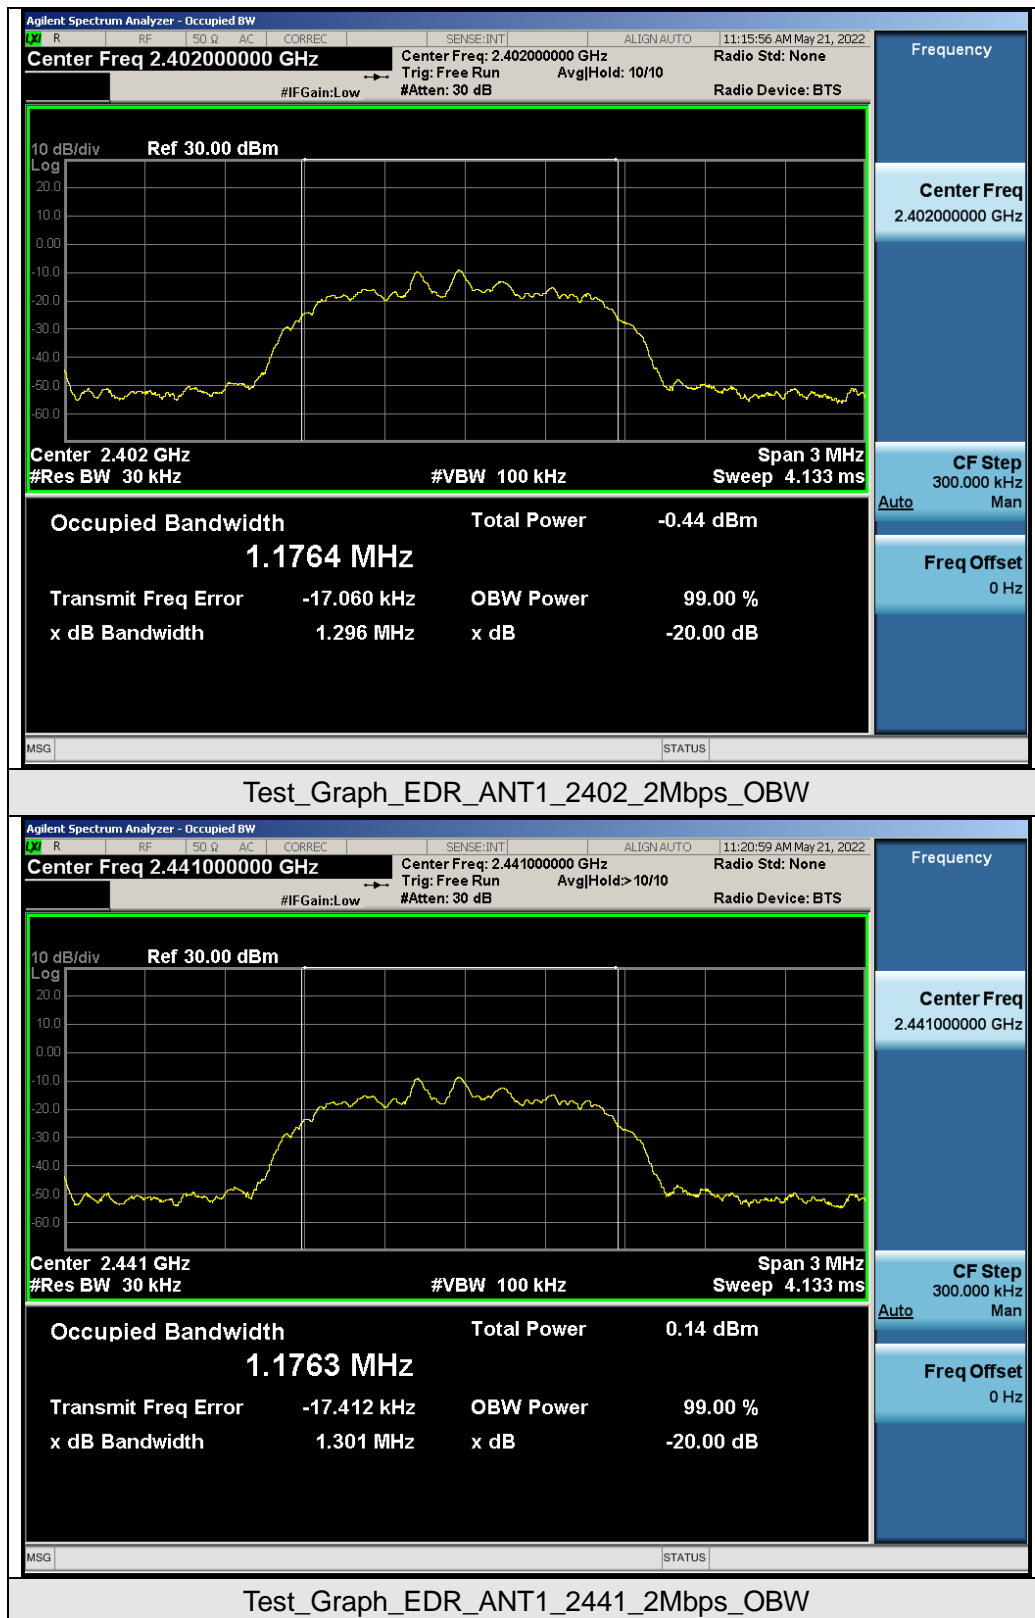 Agilent Spectrum Analyzer - Occupied BW
LXI R RF 50 Ω AC CORREC SENSE:INT ALIGN AUTO 11:15:56 AM May 21, 2022
Center Freq 2.402000000 GHz
Center Freq: 2.402000000 GHz
Radio Std: None
Trig: Free Run Avg|Hold: 10/10
#IFGain:Low
#Atten: 30 dB
Radio Device: BTS
Frequency
10 dB/div Ref 30.00 dBm
Log
20.0
10.0
0.00
-10.0
-20.0
-30.0
-40.0
-50.0
-60.0
Center 2.402 GHz Span 3 MHz
#Res BW 30 kHz #VBW 100 kHz Sweep 4.133 ms
Center Freq
2.402000000 GHz
CF Step
300.000 kHz
Auto Man
Freq Offset
0 Hz
Occupied Bandwidth Total Power -0.44 dBm
1.1764 MHz
Transmit Freq Error -17.060 kHz OBW Power 99.00 %
x dB Bandwidth 1.296 MHz x dB -20.00 dB
MSG STATUS
Test_Graph_EDR_ANT1_2402_2Mbps_OBW
Agilent Spectrum Analyzer - Occupied BW
LXI R RF 50 Ω AC CORREC SENSE:INT ALIGN AUTO 11:20:59 AM May 21, 2022
Center Freq 2.441000000 GHz
Center Freq: 2.441000000 GHz
Radio Std: None
Trig: Free Run Avg|Hold:>10/10
#IFGain:Low
#Atten: 30 dB
Radio Device: BTS
Frequency
10 dB/div Ref 30.00 dBm
Log
20.0
10.0
0.00
-10.0
-20.0
-30.0
-40.0
-50.0
-60.0
Center 2.441 GHz Span 3 MHz
#Res BW 30 kHz #VBW 100 kHz Sweep 4.133 ms
Center Freq
2.441000000 GHz
CF Step
300.000 kHz
Auto Man
Freq Offset
0 Hz
Occupied Bandwidth Total Power 0.14 dBm
1.1763 MHz
Transmit Freq Error -17.412 kHz OBW Power 99.00 %
x dB Bandwidth 1.301 MHz x dB -20.00 dB
MSG STATUS
Test_Graph_EDR_ANT1_2441_2Mbps_OBW